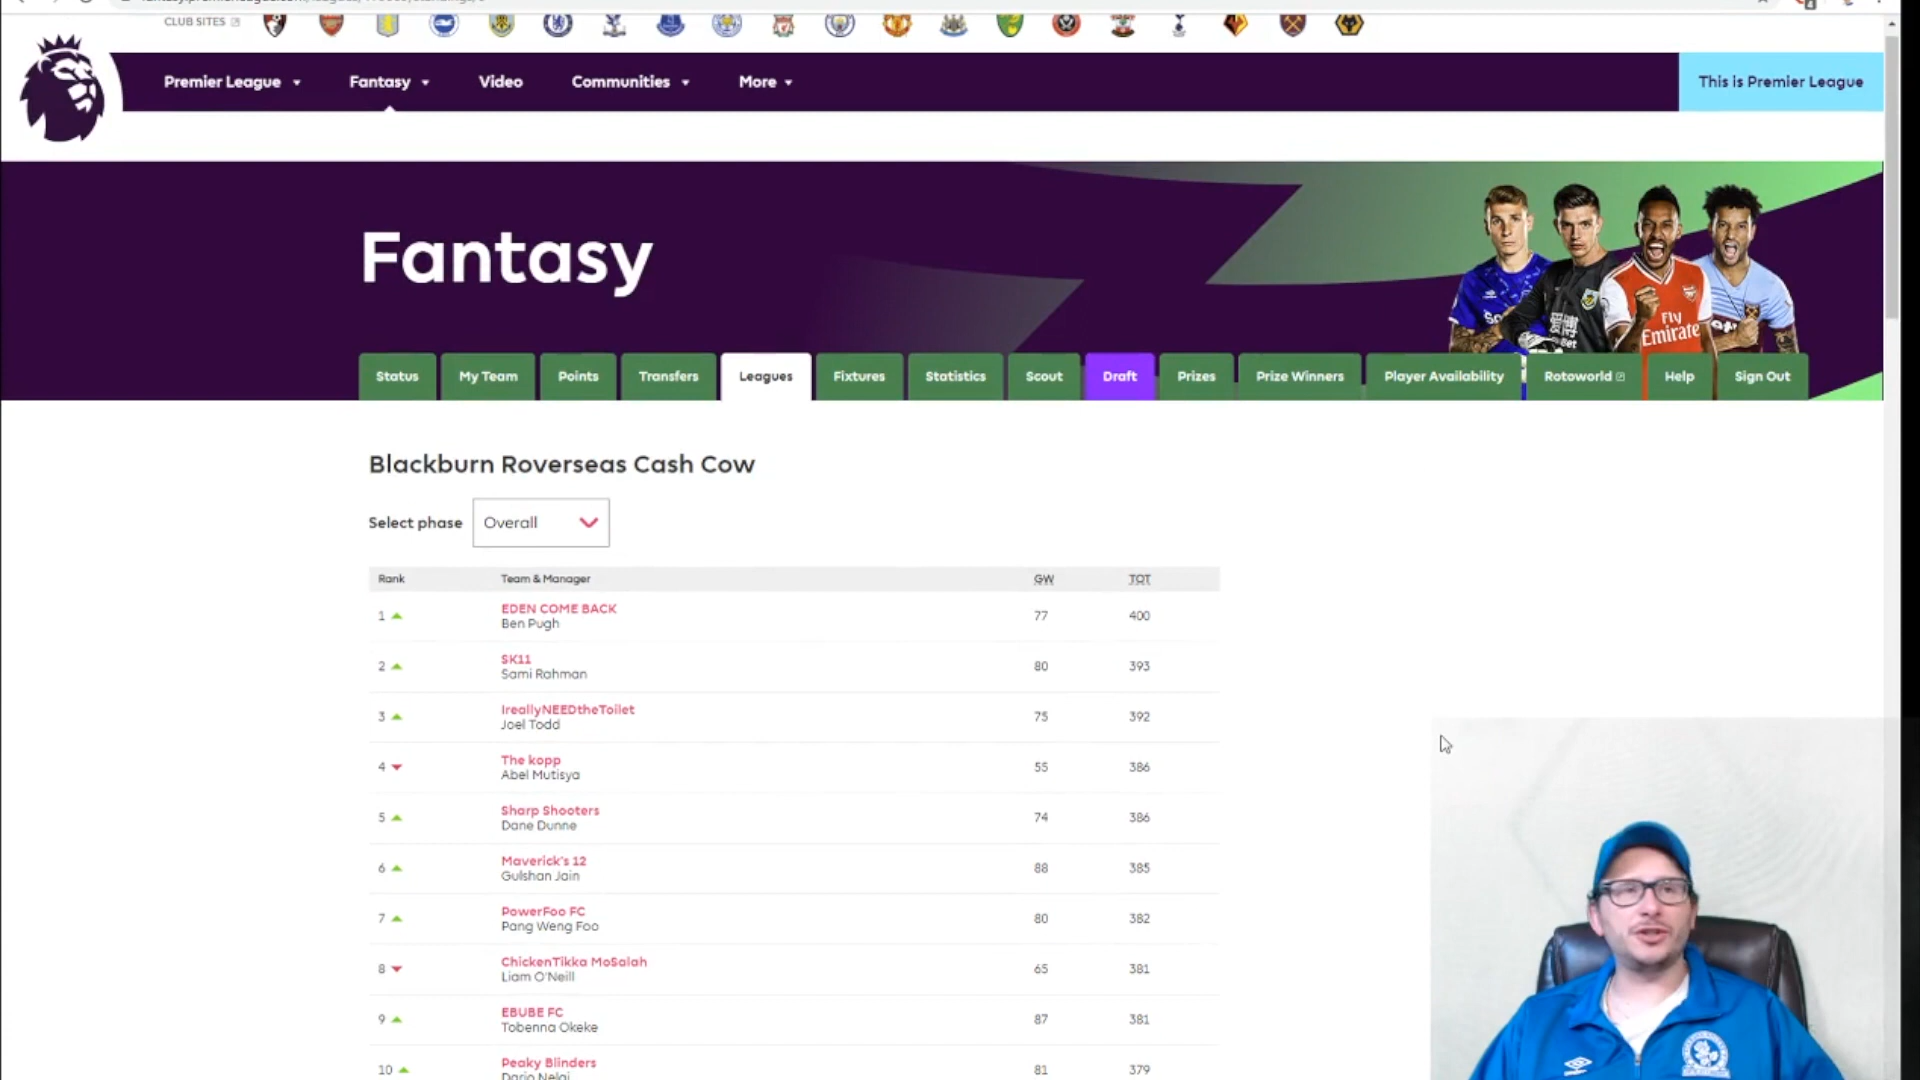 CLUB SITES
Premier League
Fantasy
Video
Communities
More
This is Premier League
Fantasy
Fly
Emirate
Status
My Team
Points
Transfers
Leagues
Fixtures
Statistics
Scout
Draft
Prizes
Prize Winners
Player Availability
Rotoworld
Help
Sign Out
Blackburn Roverseas Cash Cow
Select phase Overall
Rank Team & Manager GW TOT
1 EDEN COME BACK 77 400
Ben Pugh
2 SK11 80 393
Sami Rahman
3 IreallyNEEDtheToilet 75 392
Joel Todd
4 The kopp 55 386
Abel Mutisya
5 Sharp Shooters 74 386
Dane Dunne
6 Maverick's 12 88 385
Gulshan Jain
7 PowerFoo FC 80 382
Pang Weng Foo
8 ChickenTikka MoSalah 65 381
Liam O'Neill
9 EBUBE FC 87 381
Tobenna Okeke
10 Peaky Blinders 81 379
Dario Nelaj